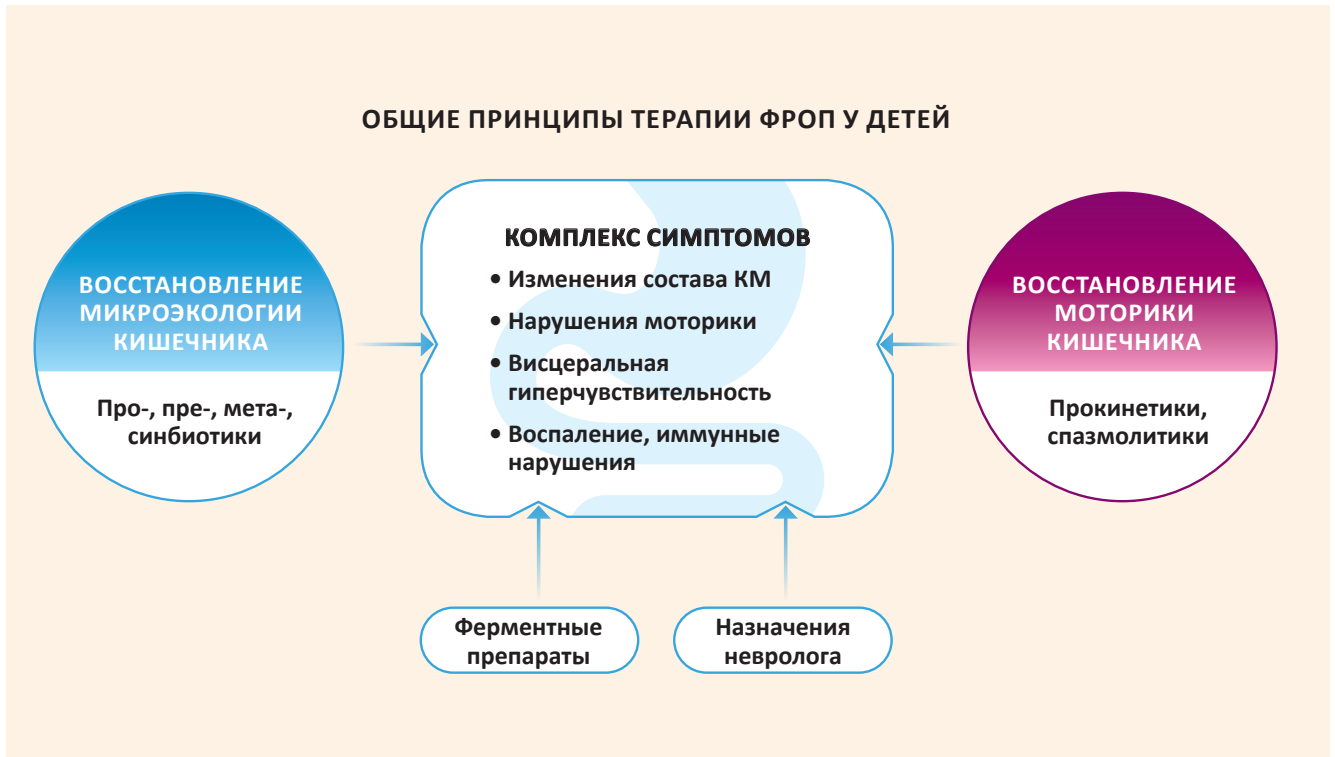 ОБЩИЕ ПРИНЦИПЫ ТЕРАПИИ ФРОП У ДЕТЕЙ
ВОССТАНОВЛЕНИЕ
МИКРОЭКОЛОГИИ
КИШЕЧНИКА
Про-, пре-, мета-,
синбиотики
КОМПЛЕКС СИМПТОМОВ
• Изменения состава КМ
• Нарушения моторики
• Висцеральная
гиперчувствительность
• Воспаление, иммунные
нарушения
ВОССТАНОВЛЕНИЕ
МОТОРИКИ
КИШЕЧНИКА
Прокинетики,
спазмолитики
Ферментные
препараты
Назначения
невролога